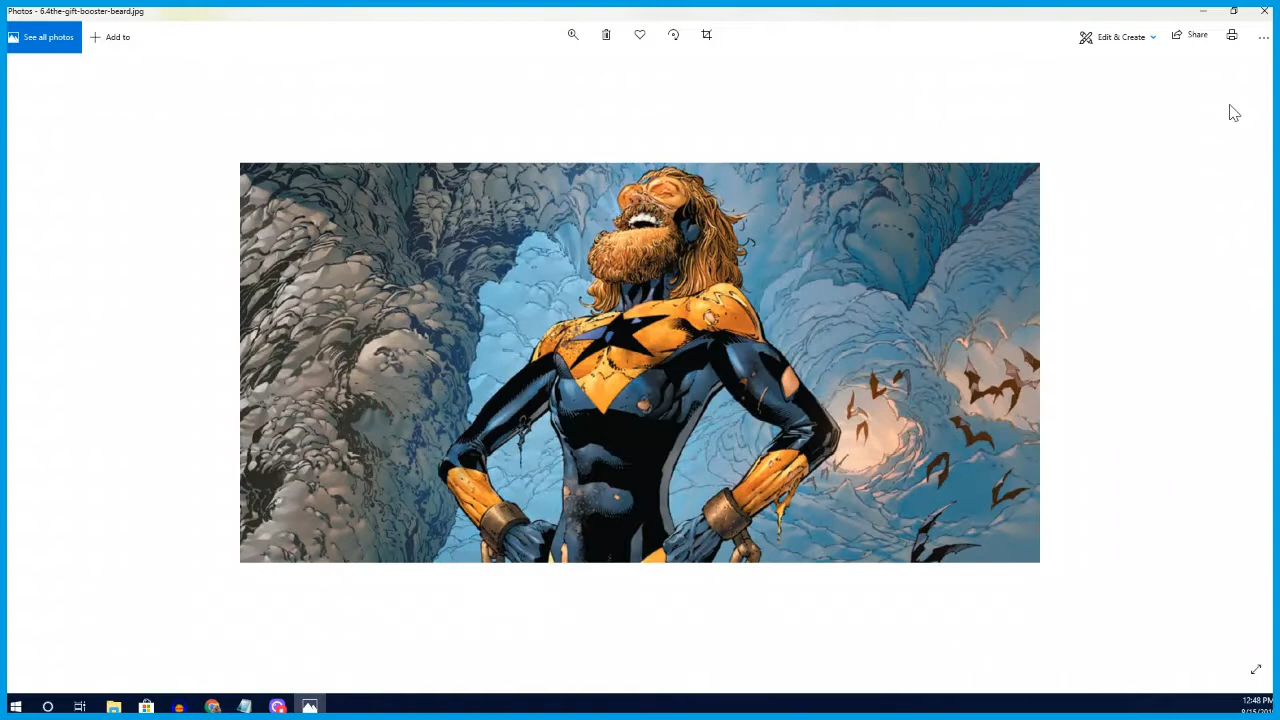 Photos - 6.4the-gift-booster-beard.jpg
See all photos
Add to
Edit & Create
Share
12:48 PM